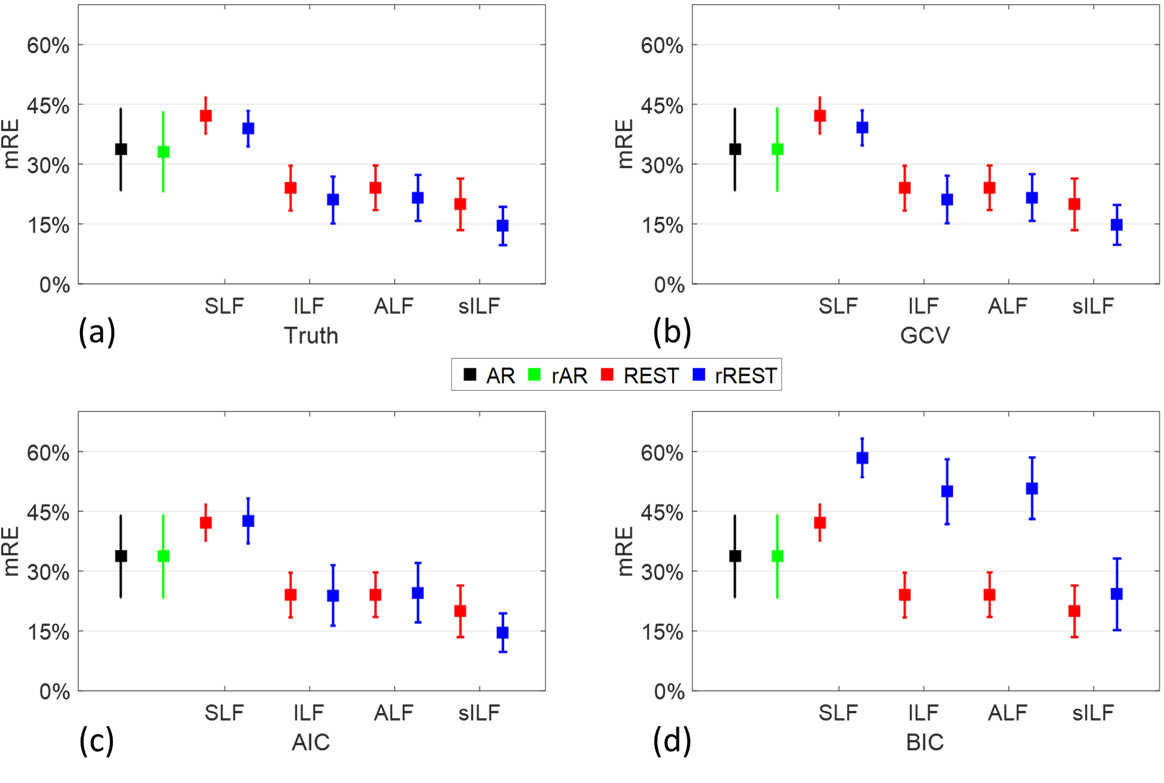 60% 60%
45% 45%
mRE mRE
30% 30%
15% 15%
0% 0%
SLF ILF ALF sILF SLF ILF ALF sILF
(a) Truth (b) GCV
AR rAR REST rREST
60% 60%
45% 45%
mRE mRE
30% 30%
15% 15%
0% 0%
SLF ILF ALF sILF SLF ILF ALF sILF
(c) AIC (d) BIC